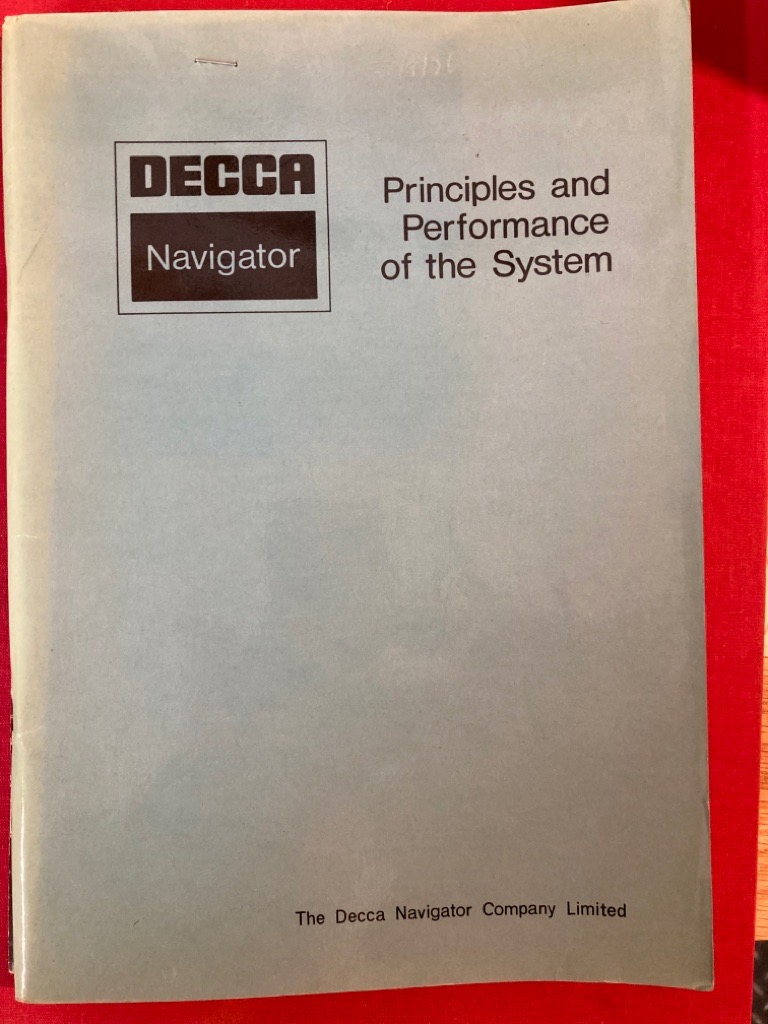 DECCA
Navigator
Principles and
Performance
of the System
The Decca Navigator Company Limited